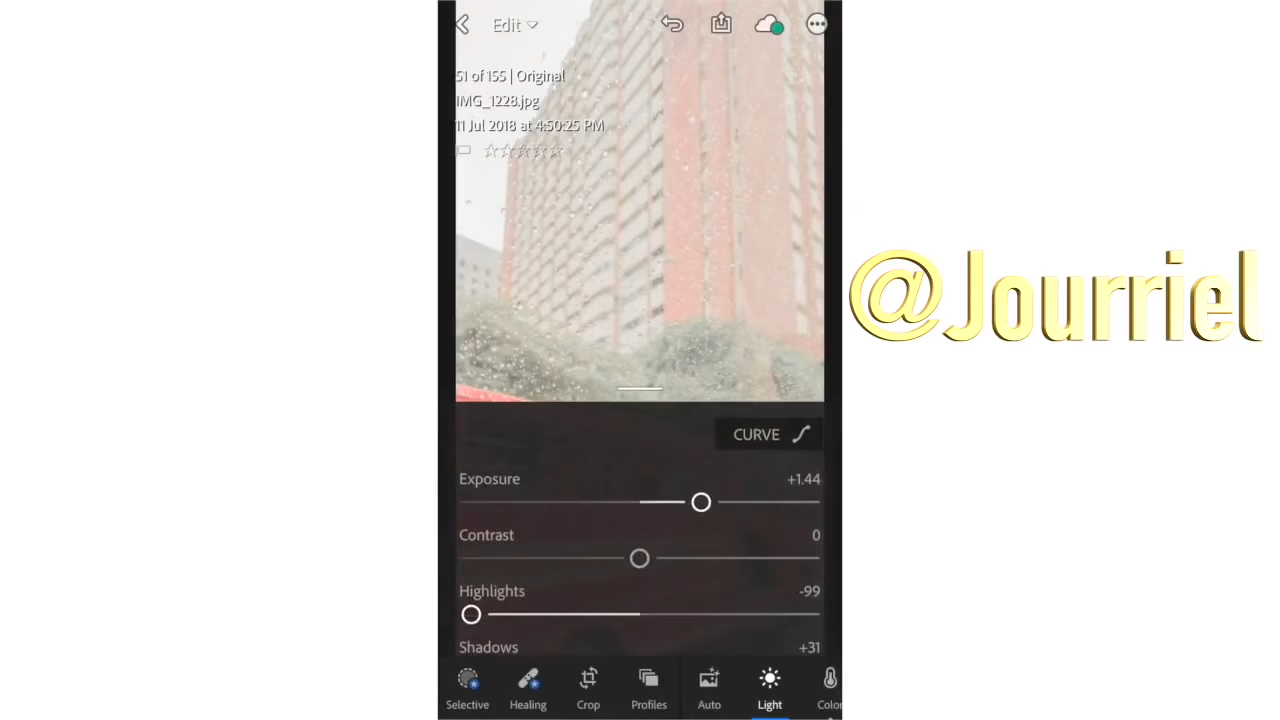 Edit
51 of 155 | Original
IMG_1228.jpg
11 Jul 2018 at 4:50:25 PM
@Jourriel
CURVE
Exposure +1.44
Contrast 0
Highlights -99
Shadows +31
Selective Healing Crop Profiles Auto Light Color